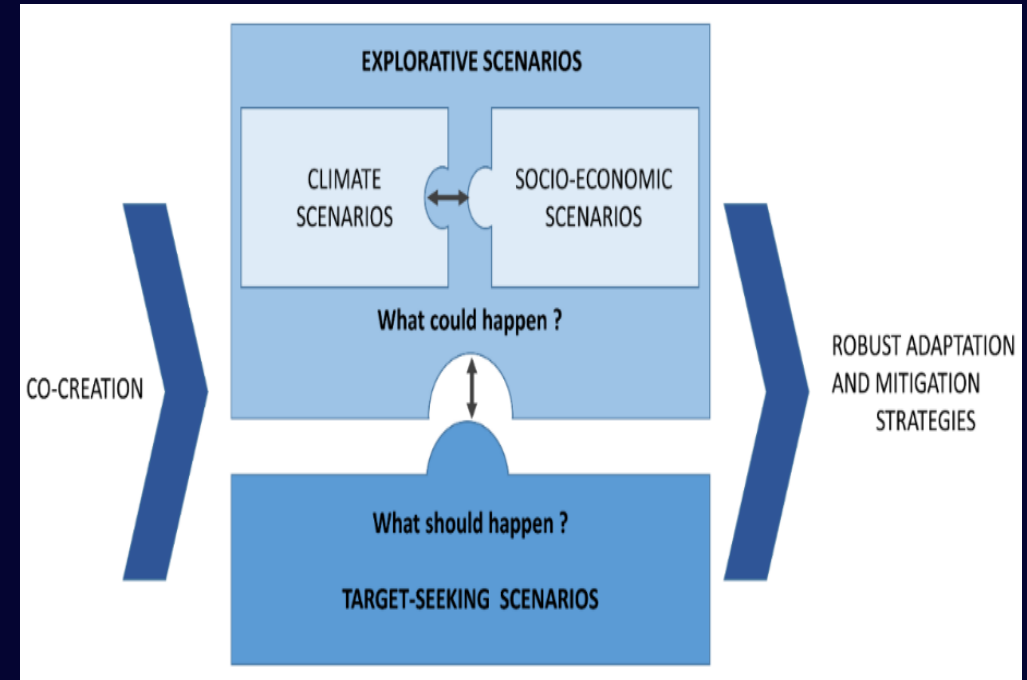 EXPLORATIVE SCENARIOS
CLIMATE
SCENARIOS
SOCIO-ECONOMIC
SCENARIOS
What could happen ?
CO-CREATION
ROBUST ADAPTATION
AND MITIGATION
STRATEGIES
What should happen ?
TARGET-SEEKING SCENARIOS